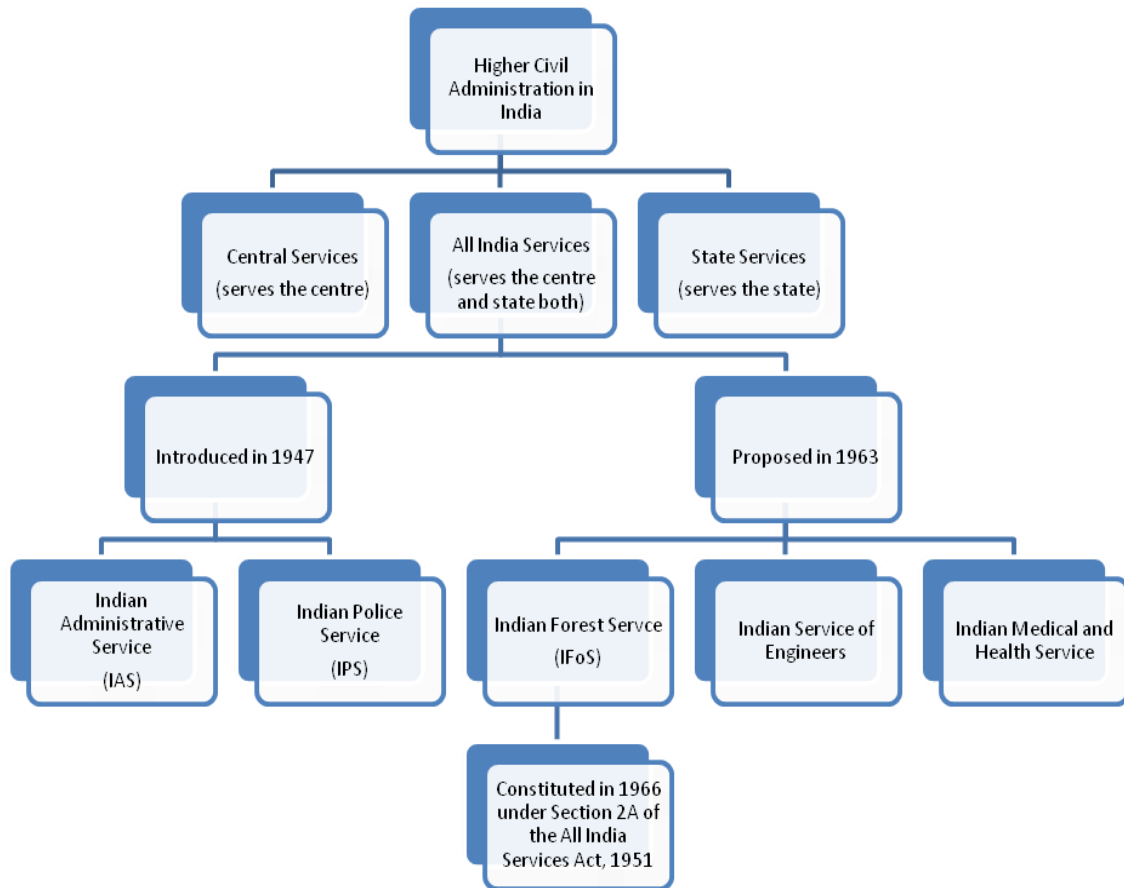 Higher Civil
Administration in
India
Central Services
(serves the centre)
All India Services
(serves the centre
and state both)
State Services
(serves the state)
Introduced in 1947
Proposed in 1963
Indian
Administrative
Service
(IAS)
Indian Police
Service
(IPS)
Indian Forest Servce
(IFoS)
Indian Service of
Engineers
Indian Medical and
Health Service
Constituted in 1966
under Section 2A of
the All India
Services Act, 1951